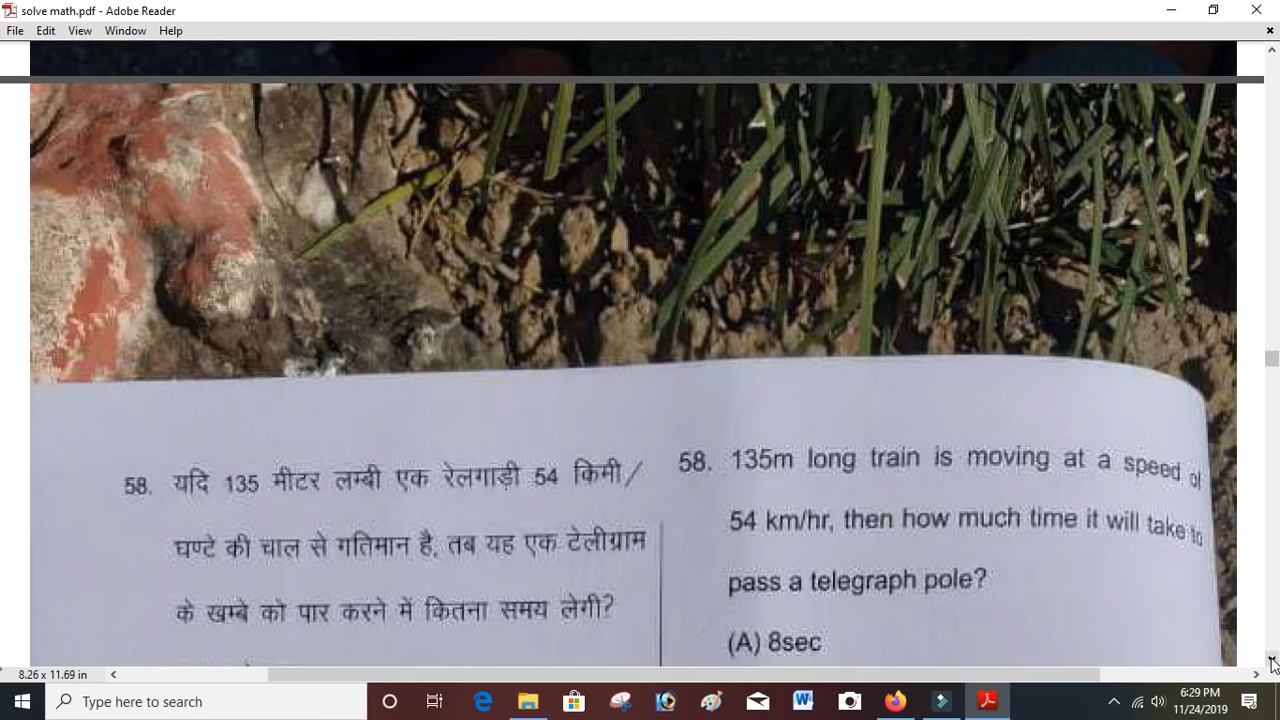 solve math.pdf - Adobe Reader
File Edit View Window Help
58. यदि 135 मीटर लम्बी एक रेलगाड़ी 54 किमी/
घण्टे की चाल से गतिमान है, तब यह एक टेलीग्राम
के खम्बे को पार करने में कितना समय लेगी?
58. 135m long train is moving at a speed of
54 km/hr, then how much time it will take to
pass a telegraph pole?
(A) 8sec
8.26 x 11.69 in
Type here to search
6:29 PM
11/24/2019